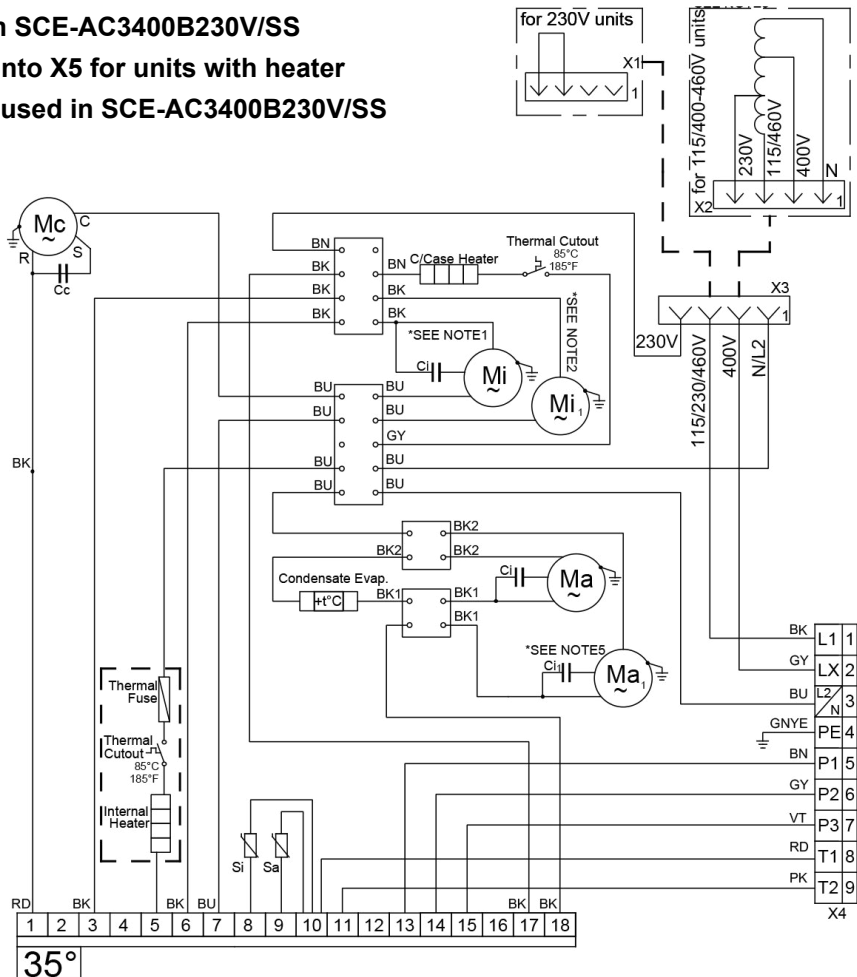 SCE-AC3400B230V/SS
into X5 for units with heater
used in SCE-AC3400B230V/SS
for 230V units
X1
1
for 115/400-460V units
230V
115/460V
400V
N
X2
1
Mc
~
C
S
R
Cc
BN
BK
BK
BK
BN
C/Case Heater
Thermal Cutout
85°C
185°F
BK
BK
*SEE NOTE1
*SEE NOTE2
Ci
Mi
~
Mi1
~
X3
1
230V
115/230/460V
400V
N/L2
BU
BU
BU
BU
BU
BU
GY
BU
BU
BK
BK2
BK2
BK2
Condensate Evap.
+t°C
BK1
BK1
BK1
Ci
Ma
~
*SEE NOTE5
Ci1
Ma1
~
Thermal
Fuse
Thermal
Cutout
85°C
185°F
Internal
Heater
Si
Sa
BK L1 1
GY LX 2
BU L2/N 3
GNYE PE 4
BN P1 5
GY P2 6
VT P3 7
RD T1 8
PK T2 9
X4
RD BK BK BU BK BK
1 2 3 4 5 6 7 8 9 10 11 12 13 14 15 16 17 18
35°